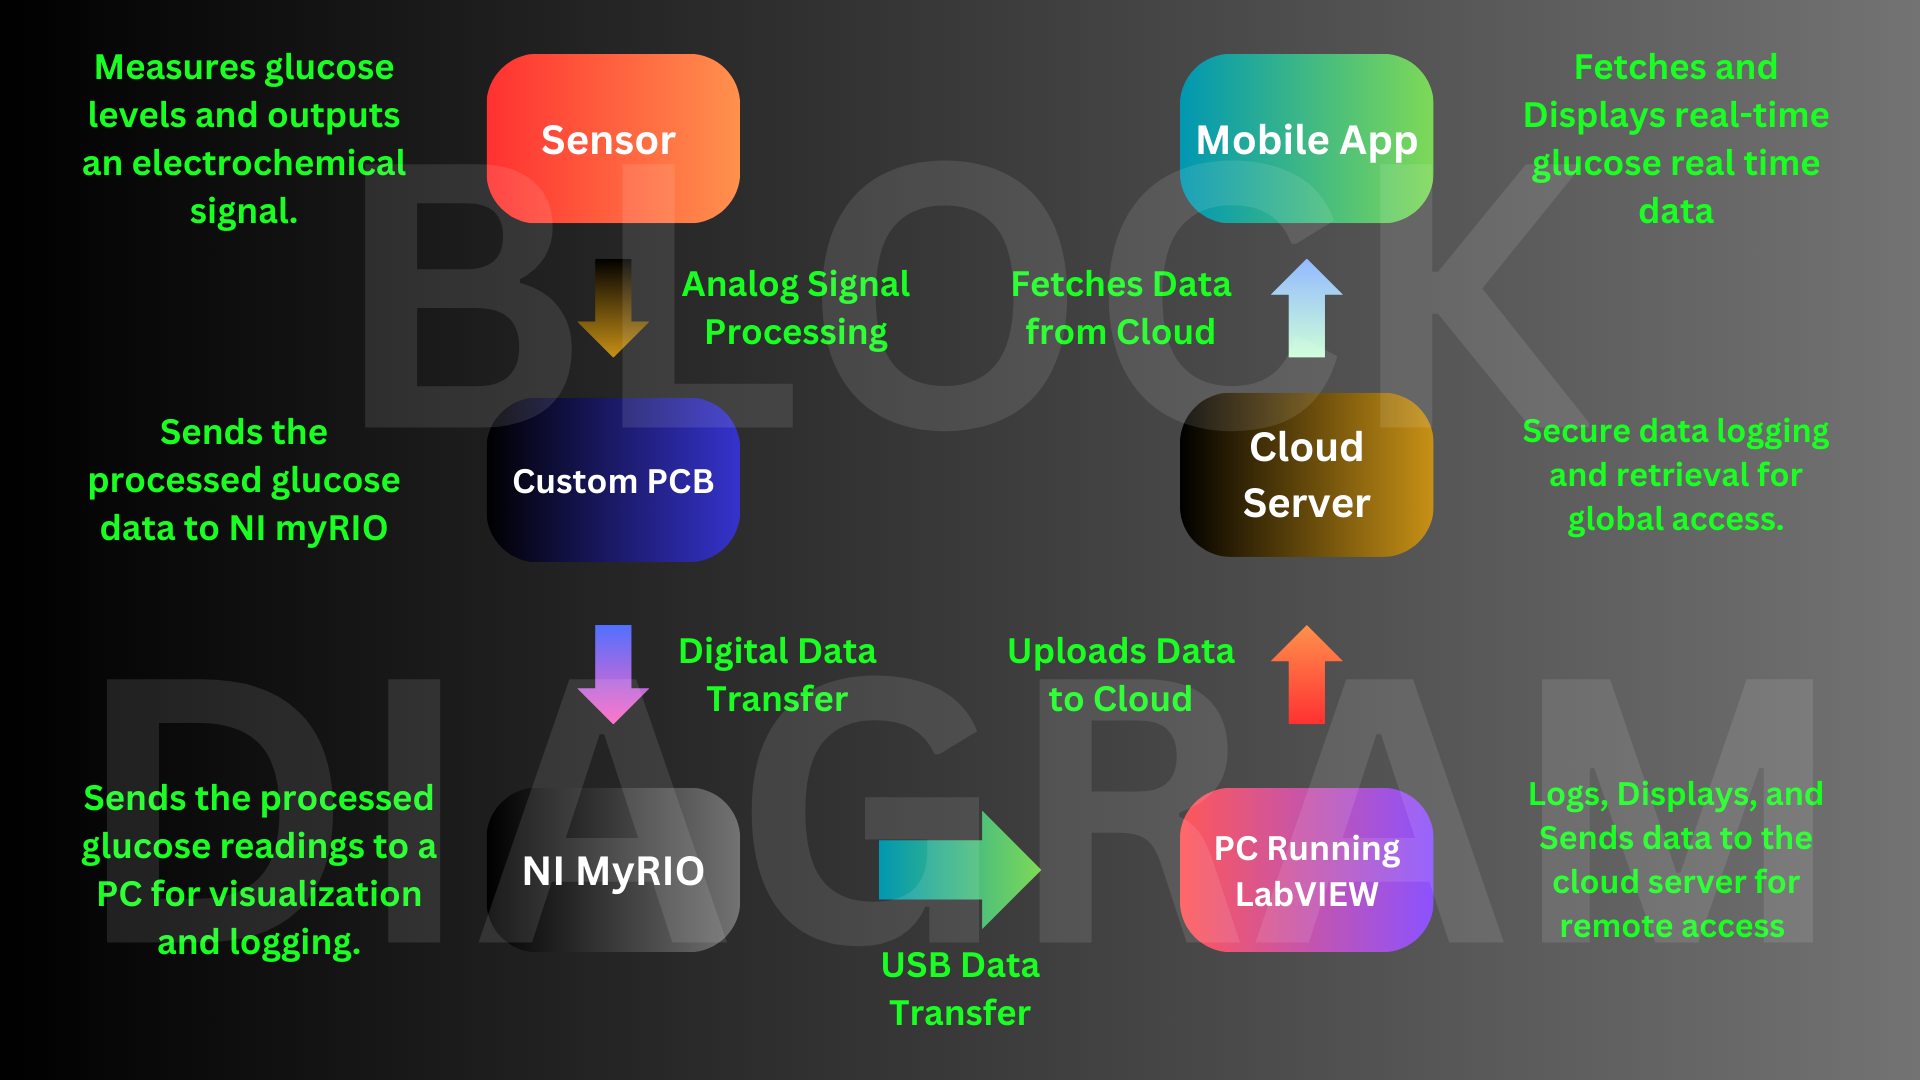 BLOCK
DIAGRAM
Measures glucose
levels and outputs
an electrochemical
signal.
Sensor
Analog Signal
Processing
Sends the
processed glucose
data to NI myRIO
Custom PCB
Digital Data
Transfer
Sends the processed
glucose readings to a
PC for visualization
and logging.
NI MyRIO
USB Data
Transfer
PC Running
LabVIEW
Logs, Displays, and
Sends data to the
cloud server for
remote access
Uploads Data
to Cloud
Cloud
Server
Secure data logging
and retrieval for
global access.
Fetches Data
from Cloud
Mobile App
Fetches and
Displays real-time
glucose real time
data